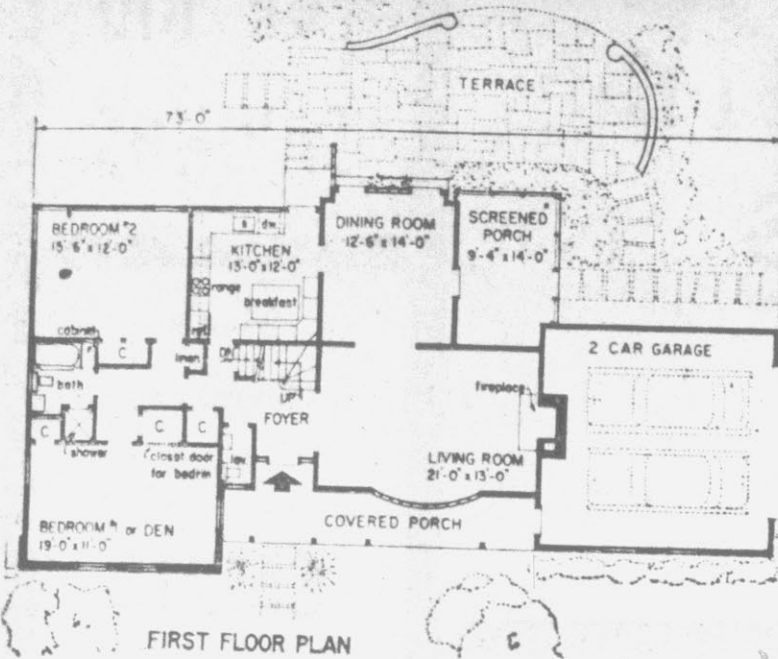 TERRACE
73'-0"
BEDROOM #2
15'-6" x 12'-0"
KITCHEN
13'-0" x 12'-0"
s
dw
DINING ROOM
12'-6" x 14'-0"
SCREENED
PORCH
9'-4" x 14'-0"
range
breakfast
ref
cabinet
C
linen
DN
UP
bath
2 CAR GARAGE
fireplace
FOYER
C
C
C
shower
closet door
for bedrm
lav
LIVING ROOM
21'-0" x 13'-0"
BEDROOM #1 or DEN
19'-0" x 11'-0"
COVERED PORCH
FIRST FLOOR PLAN